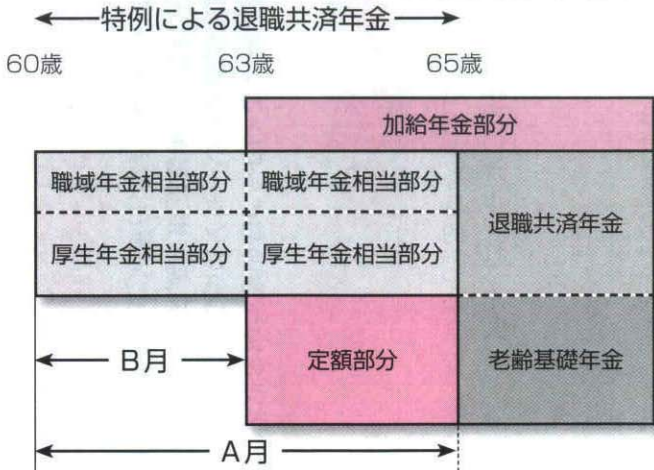 特例による退職共済年金
60歳 63歳 65歳
加給年金部分
職域年金相当部分 職域年金相当部分
退職共済年金
厚生年金相当部分 厚生年金相当部分
B月 定額部分 老齢基礎年金
A月